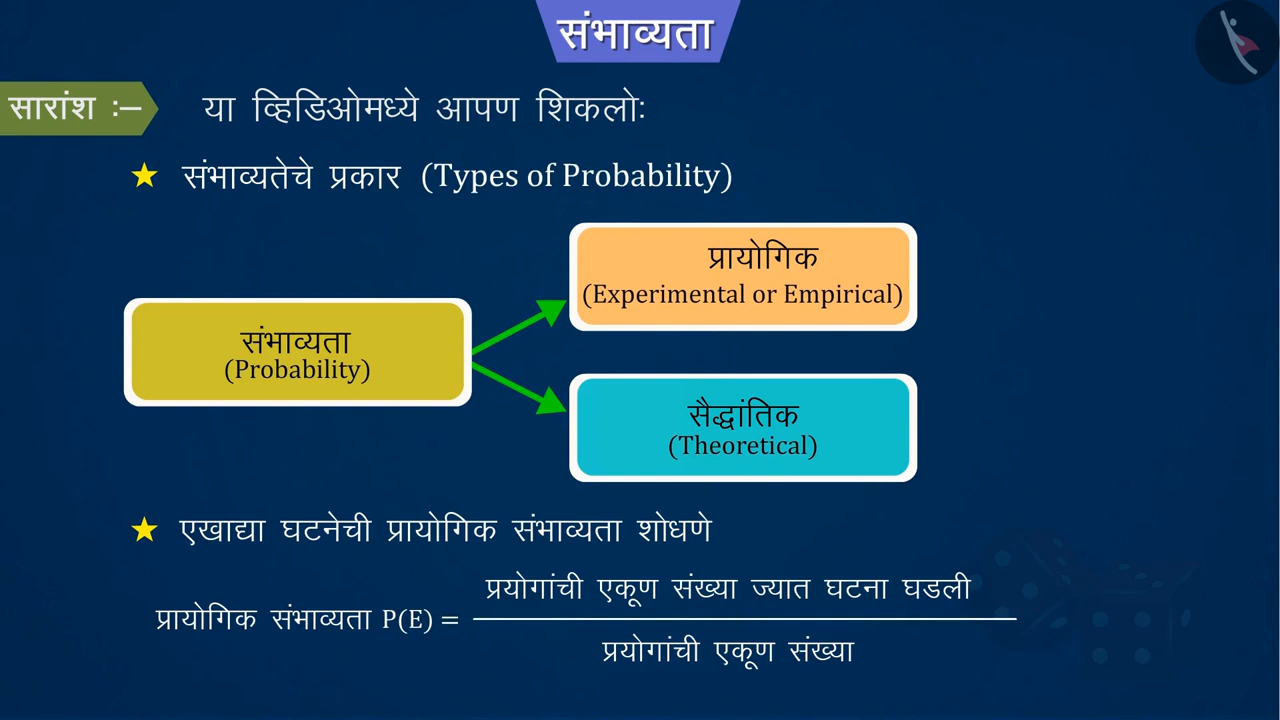 संभाव्यता
सारांश :–
या व्हिडिओमध्ये आपण शिकलो:
संभाव्यतेचे प्रकार (Types of Probability)
प्रायोगिक
(Experimental or Empirical)
संभाव्यता
(Probability)
सैद्धांतिक
(Theoretical)
एखाद्या घटनेची प्रायोगिक संभाव्यता शोधणे
प्रयोगांची एकूण संख्या ज्यात घटना घडली
प्रायोगिक संभाव्यता P(E) =
प्रयोगांची एकूण संख्या